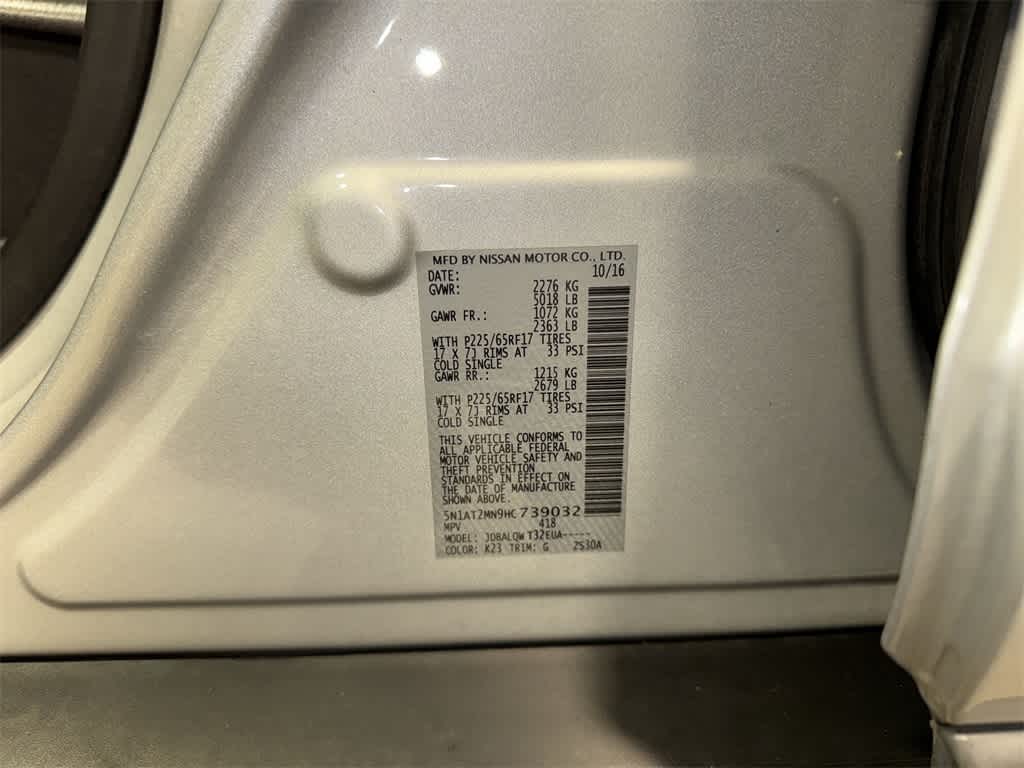 MFD BY NISSAN MOTOR CO., LTD.
DATE: 10/16
GVWR: 2276 KG
5018 LB
GAWR FR.: 1072 KG
2363 LB
WITH P225/65RF17 TIRES
17 X 7J RIMS AT 33 PSI
COLD SINGLE
GAWR RR.: 1215 KG
2679 LB
WITH P225/65RF17 TIRES
17 X 7J RIMS AT 33 PSI
COLD SINGLE
THIS VEHICLE CONFORMS TO
ALL APPLICABLE FEDERAL
MOTOR VEHICLE SAFETY AND
THEFT PREVENTION
STANDARDS IN EFFECT ON
THE DATE OF MANUFACTURE
SHOWN ABOVE.
5N1AT2MN9HC739032
MPV 418
MODEL: JDBALQWT32EUA-----
COLOR: K23 TRIM: G 2S30A